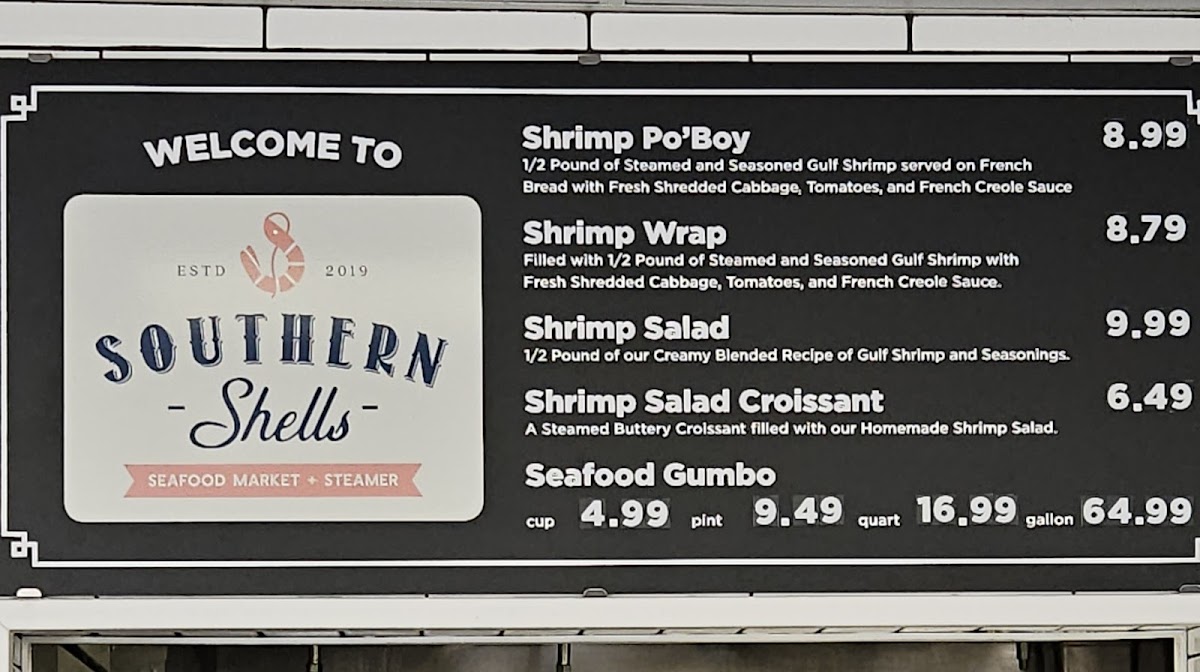 WELCOME TO
ESTD 2019
SOUTHERN
- Shells -
SEAFOOD MARKET + STEAMER
Shrimp Po'Boy 8.99
1/2 Pound of Steamed and Seasoned Gulf Shrimp served on French
Bread with Fresh Shredded Cabbage, Tomatoes, and French Creole Sauce
Shrimp Wrap 8.79
Filled with 1/2 Pound of Steamed and Seasoned Gulf Shrimp with
Fresh Shredded Cabbage, Tomatoes, and French Creole Sauce.
Shrimp Salad 9.99
1/2 Pound of our Creamy Blended Recipe of Gulf Shrimp and Seasonings.
Shrimp Salad Croissant 6.49
A Steamed Buttery Croissant filled with our Homemade Shrimp Salad.
Seafood Gumbo
cup 4.99 pint 9.49 quart 16.99 gallon 64.99